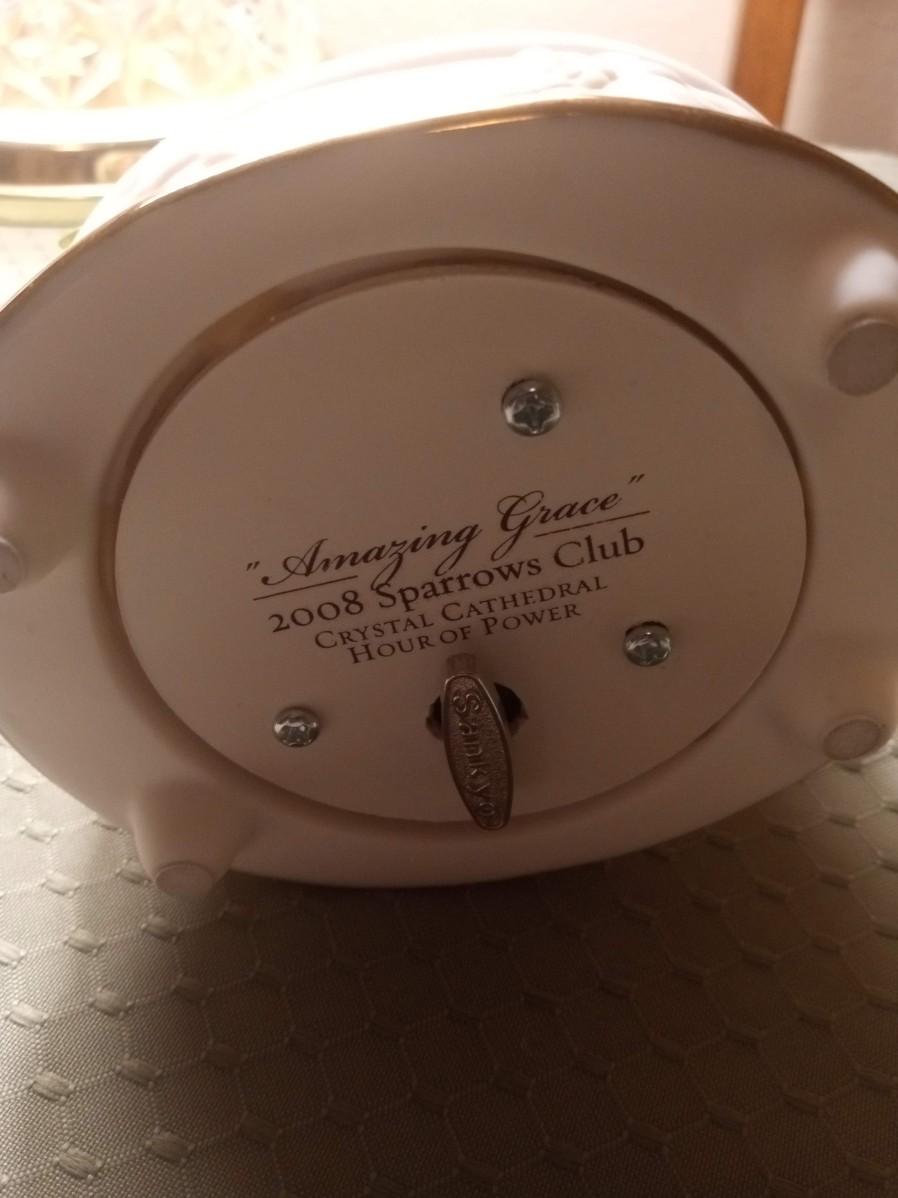 "Amazing Grace"
2008 Sparrows Club
CRYSTAL CATHEDRAL
HOUR OF POWER
Sankyo